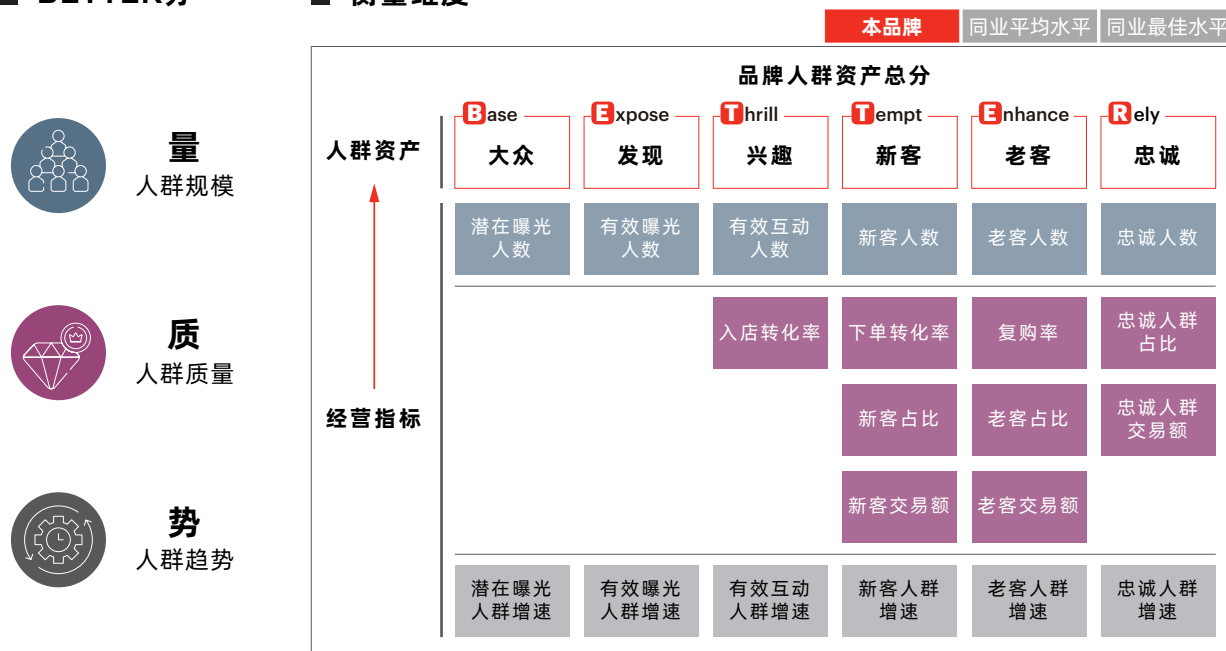 本品牌 同业平均水平 同业最佳水平
品牌人群资产总分
人群资产
Base
大众
Expose
发现
Thrill
兴趣
Tempt
新客
Enhance
老客
Rely
忠诚
量
人群规模
潜在曝光
人数
有效曝光
人数
有效互动
人数
新客人数
老客人数
忠诚人数
质
人群质量
经营指标
入店转化率
下单转化率
复购率
忠诚人群
占比
新客占比
老客占比
忠诚人群
交易额
新客交易额
老客交易额
势
人群趋势
潜在曝光
人群增速
有效曝光
人群增速
有效互动
人群增速
新客人群
增速
老客人群
增速
忠诚人群
增速